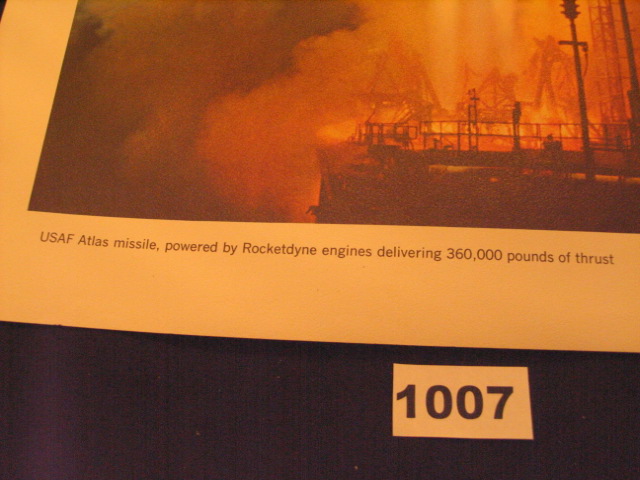 USAF Atlas missile, powered by Rocketdyne engines delivering 360,000 pounds of thrust
1007